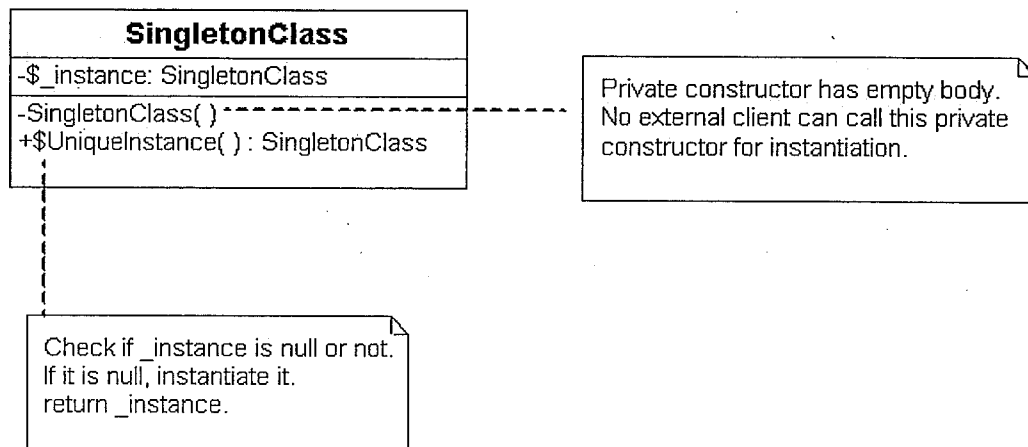 SingletonClass
-$_instance: SingletonClass
-SingletonClass( )
+$UniqueInstance( ) : SingletonClass
Private constructor has empty body.
No external client can call this private
constructor for instantiation.
Check if _instance is null or not.
If it is null, instantiate it.
return _instance.